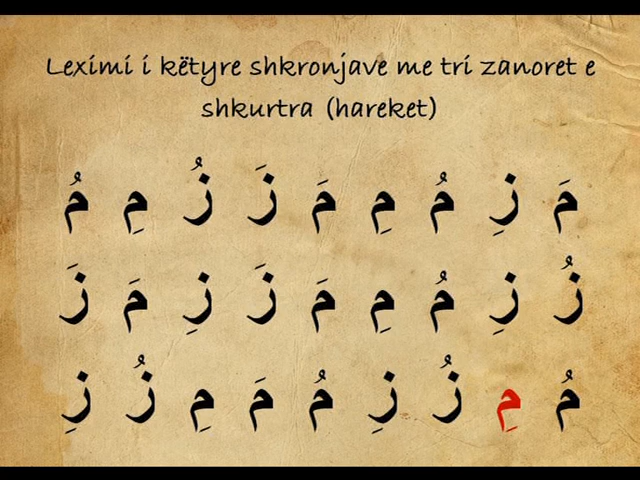 Leximi i këtyre shkronjave me tri zanoret e
shkurtra (hareket)
مَ زِ مُ مِ مَ زَ زُ مِ مُ
زُ زِ مُ مِ مَ زَ زِ مَ زَ
مُ مِ زُ زِ مُ مَ مِ زُ زِ